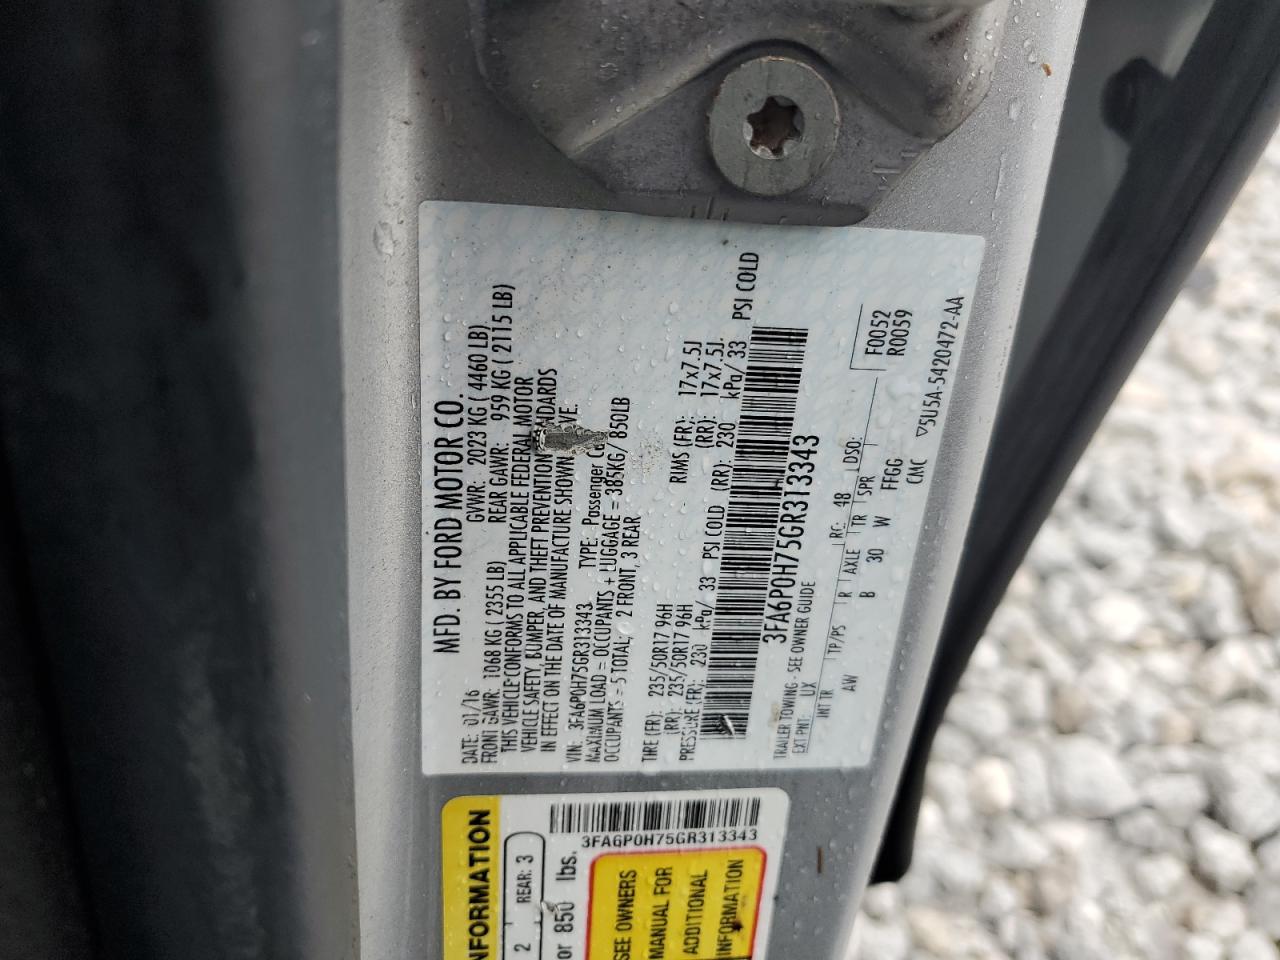 MFD. BY FORD MOTOR CO.
DATE: 01/16 GVWR: 2023 KG ( 4460 LB)
FRONT GAWR: 1068 KG ( 2355 LB) REAR GAWR: 959 KG ( 2115 LB)
THIS VEHICLE CONFORMS TO ALL APPLICABLE FEDERAL MOTOR
VEHICLE SAFETY, BUMPER, AND THEFT PREVENTION
IN EFFECT ON THE DATE OF MANUFACTURE SHOWN
VIN: 3FA6P0H75GR313343 TYPE: Passenger
MAXIMUM LOAD = OCCUPANTS + LUGGAGE = 385KG / 850LB
OCCUPANTS = 5 TOTAL, 2 FRONT, 3 REAR
TIRE (FR): 235/50R17 96H RIMS (FR): 17x7.5J
(RR): 235/50R17 96H (RR): 17x7.5J
PRESSURE (FR): 230 kPa/ 33 PSI COLD (RR): 230 kPa/ 33 PSI COLD
3FA6P0H75GR313343
TRAILER TOWING - SEE OWNER GUIDE
EXT PNT: UX RC: 48 DSO: F0052
R0059
INT TR TP/PS R AXLE TR SPR
AW B 30 W FFGG
CMC ▽5U5A-5420472-AA
3FA6P0H75GR313343
NFORMATION
2 REAR: 3
or 850 lbs.
SEE OWNERS
MANUAL FOR
ADDITIONAL
INFORMATION